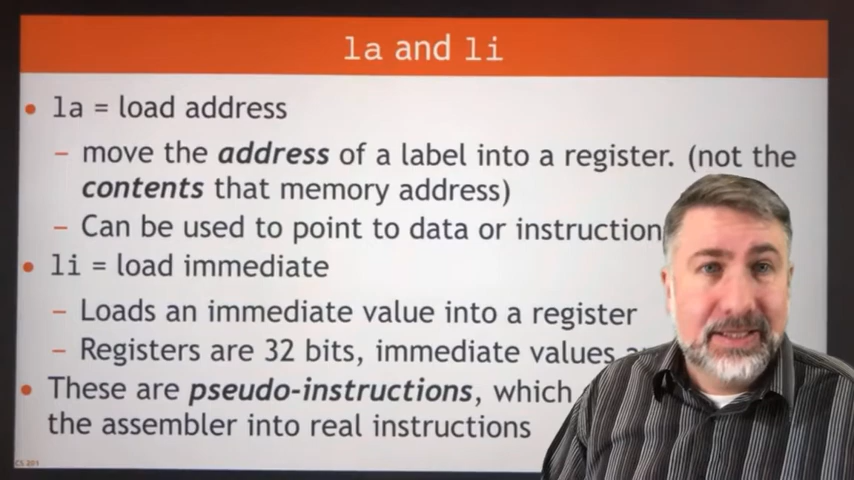 la and li
• la = load address
– move the address of a label into a register. (not the
contents that memory address)
– Can be used to point to data or instruction
• li = load immediate
– Loads an immediate value into a register
– Registers are 32 bits, immediate values
• These are pseudo-instructions, which
the assembler into real instructions
CS 201